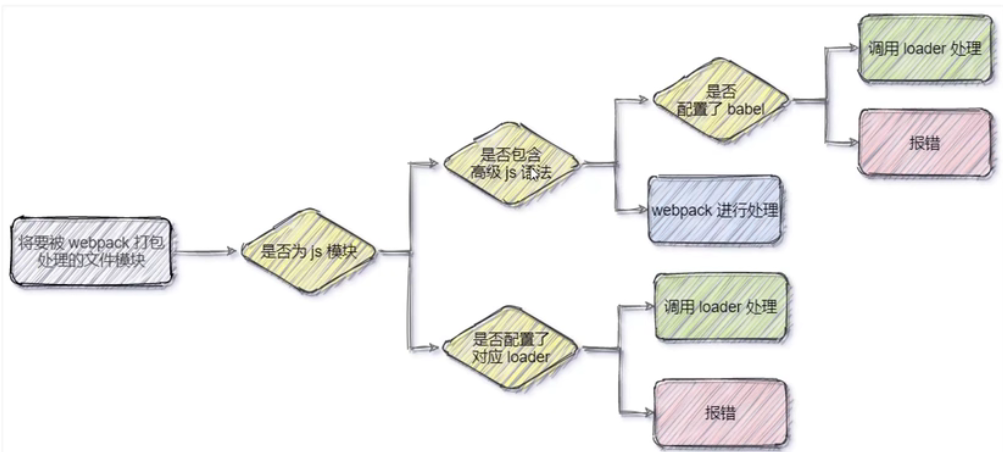 将要被 webpack 打包
处理的文件模块
是否为 js 模块
是否包含
高级 js 语法
是否
配置了 babel
调用 loader 处理
报错
webpack 进行处理
是否配置了
对应 loader
调用 loader 处理
报错